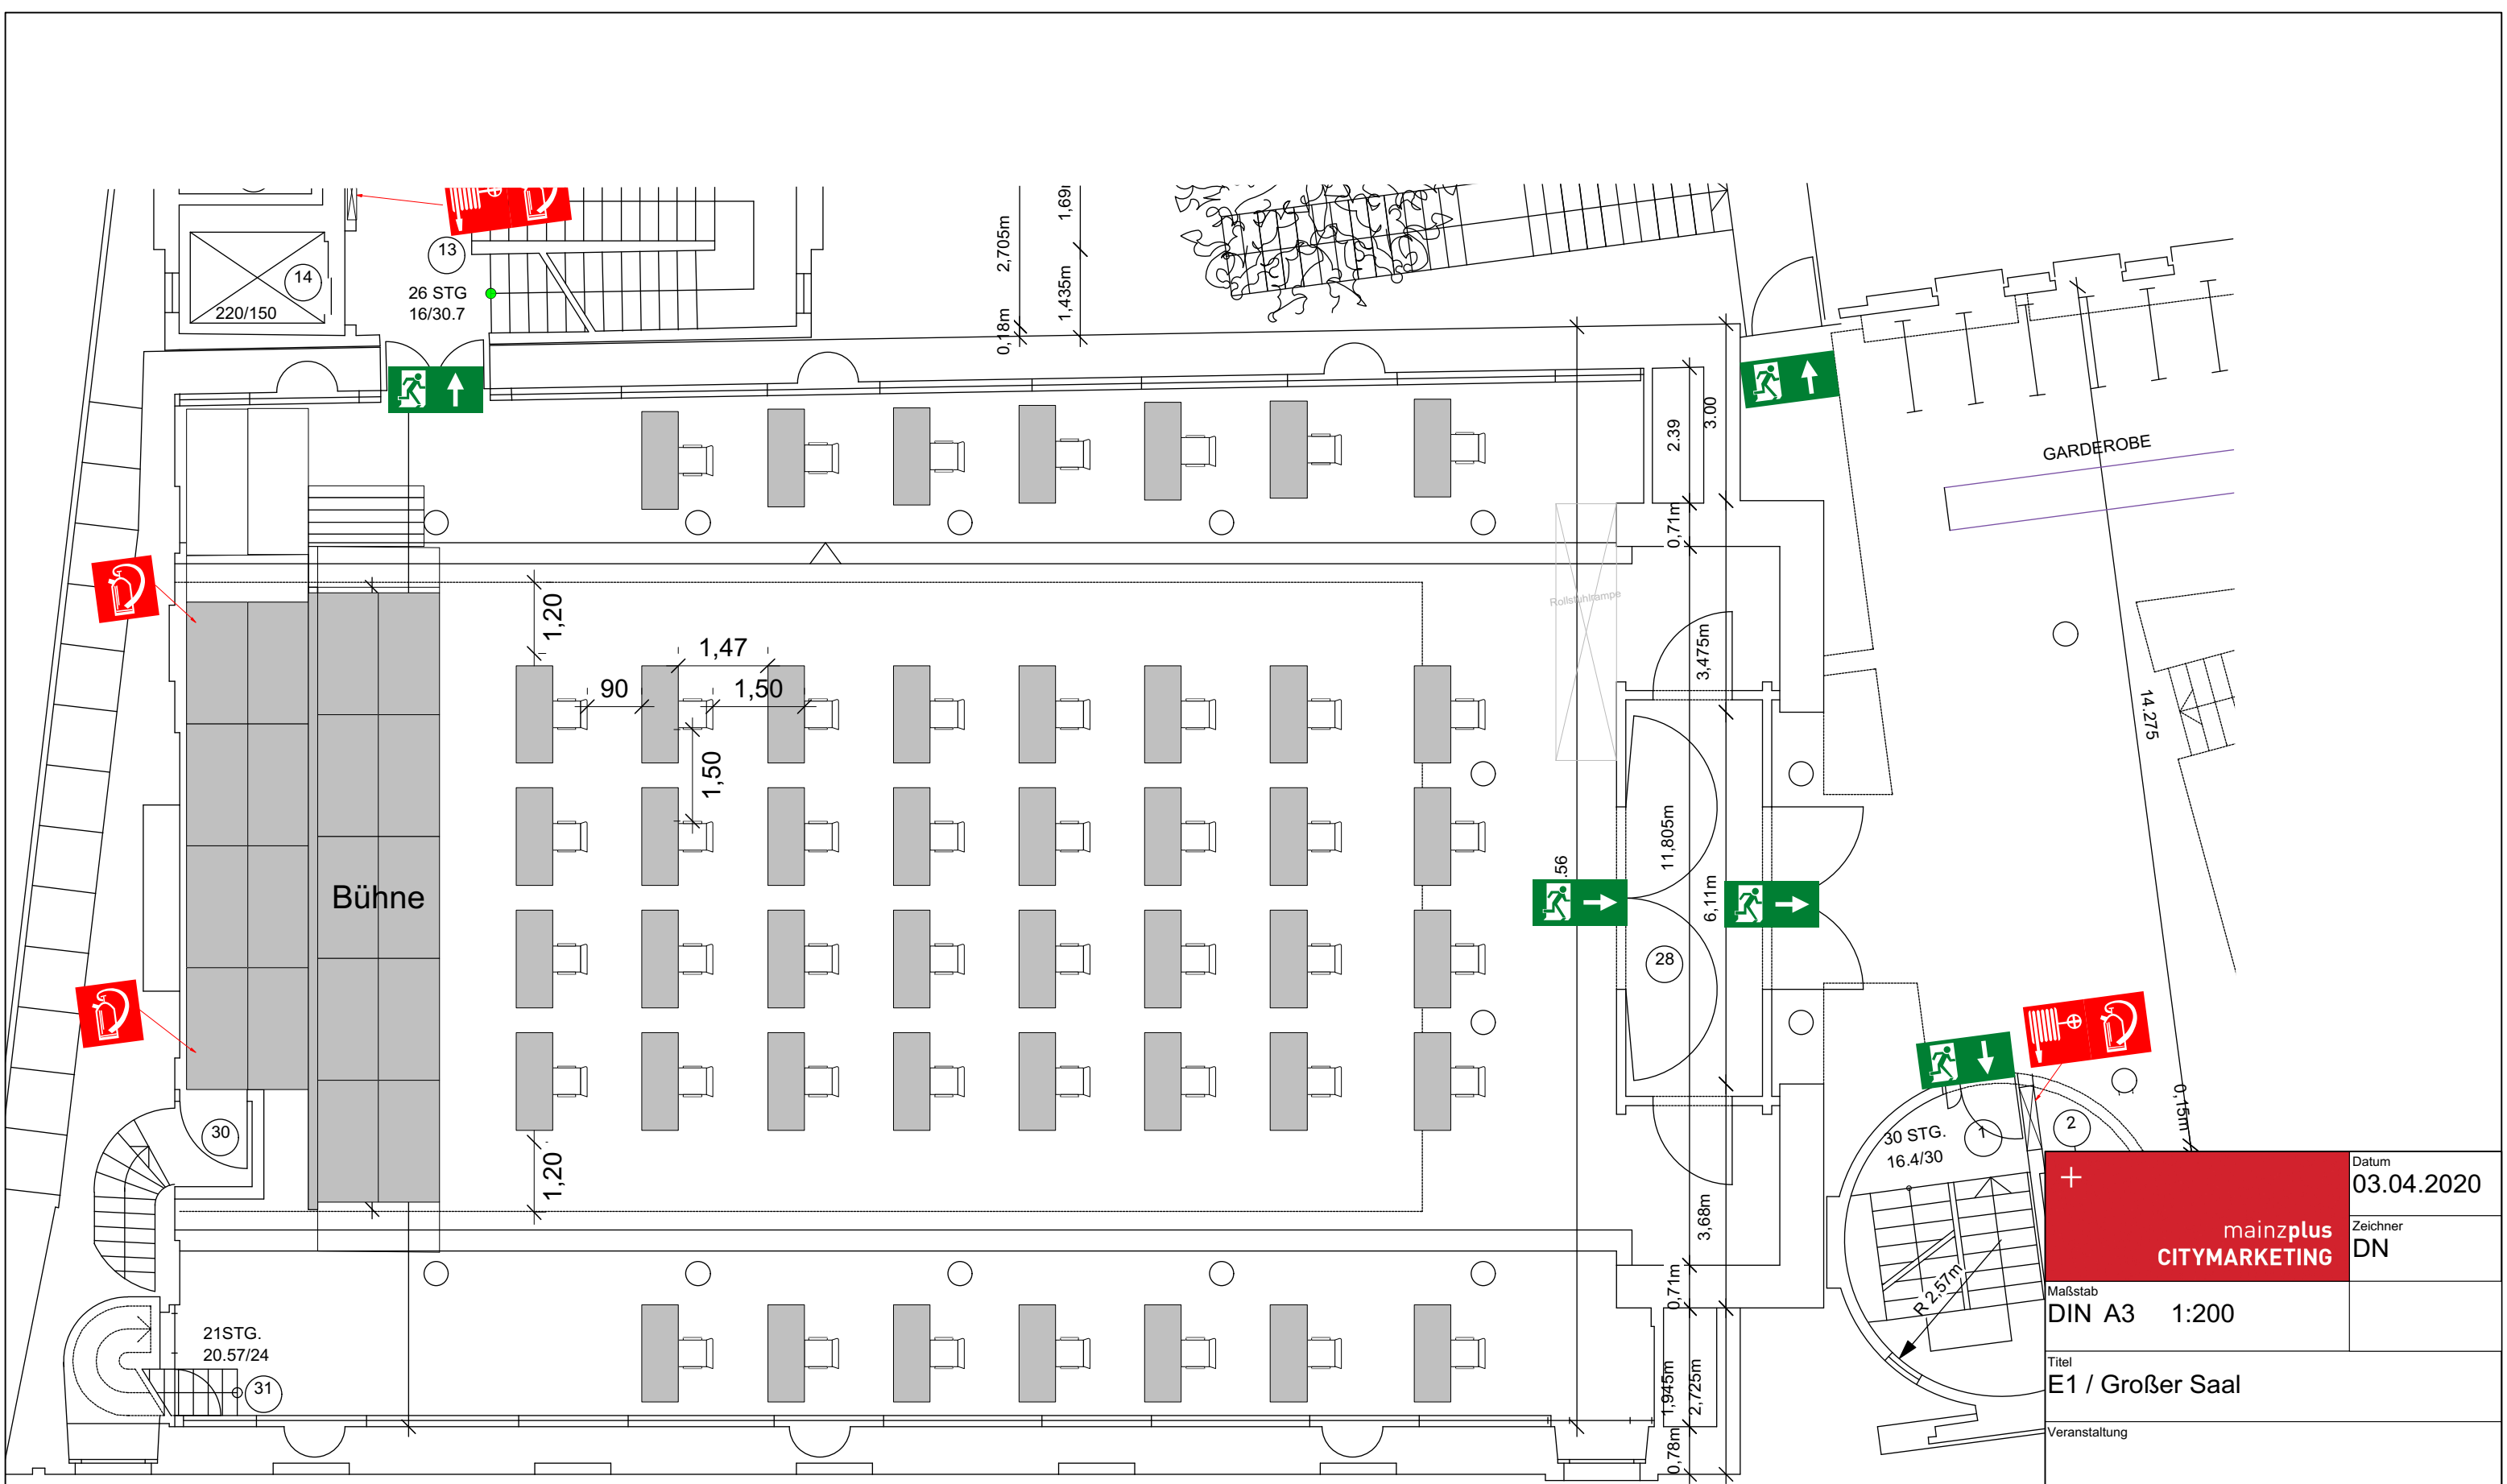 1,69
2,705m
1,435m
0,18m
13
14
26 STG
16/30.7
220/150
2.39
3.00
GARDEROBE
0,71m
Rollstuhlrampe
1,20
1,47
90
1,50
1,50
3,475m
14.275
11,805m
.56
6,11m
Bühne
28
30
1,20
3,68m
0,71m
30 STG.
16.4/30
1
2
0,15m
R 2,57m
21STG.
20.57/24
31
1,945m
2,725m
0,78m
mainzplus
CITYMARKETING
Datum
03.04.2020
Zeichner
DN
Maßstab
DIN A3 1:200
Titel
E1 / Großer Saal
Veranstaltung